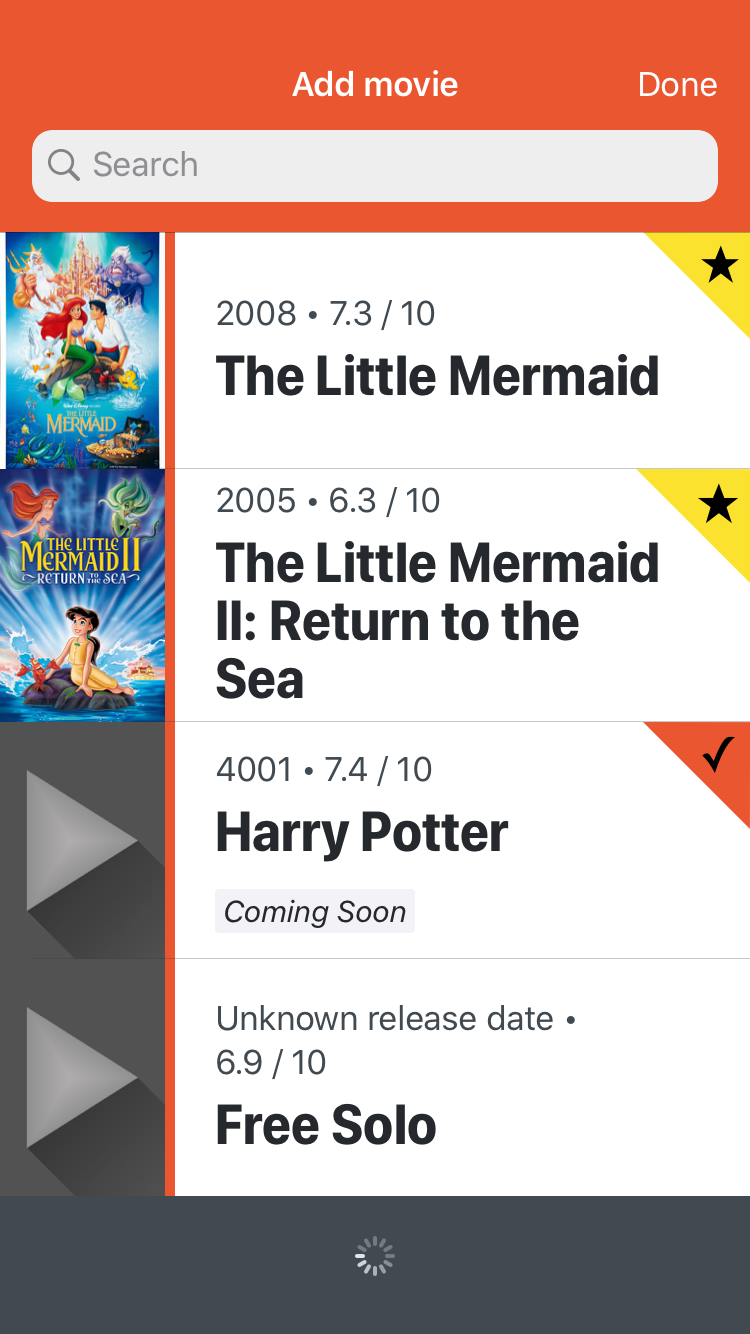 Add movie
Done
Search
2008 • 7.3 / 10
The Little Mermaid
THE LITTLE
MERMAID
2005 • 6.3 / 10
The Little Mermaid
II: Return to the
Sea
THE LITTLE
MERMAID II
RETURN TO THE SEA
4001 • 7.4 / 10
Harry Potter
Coming Soon
Unknown release date •
6.9 / 10
Free Solo